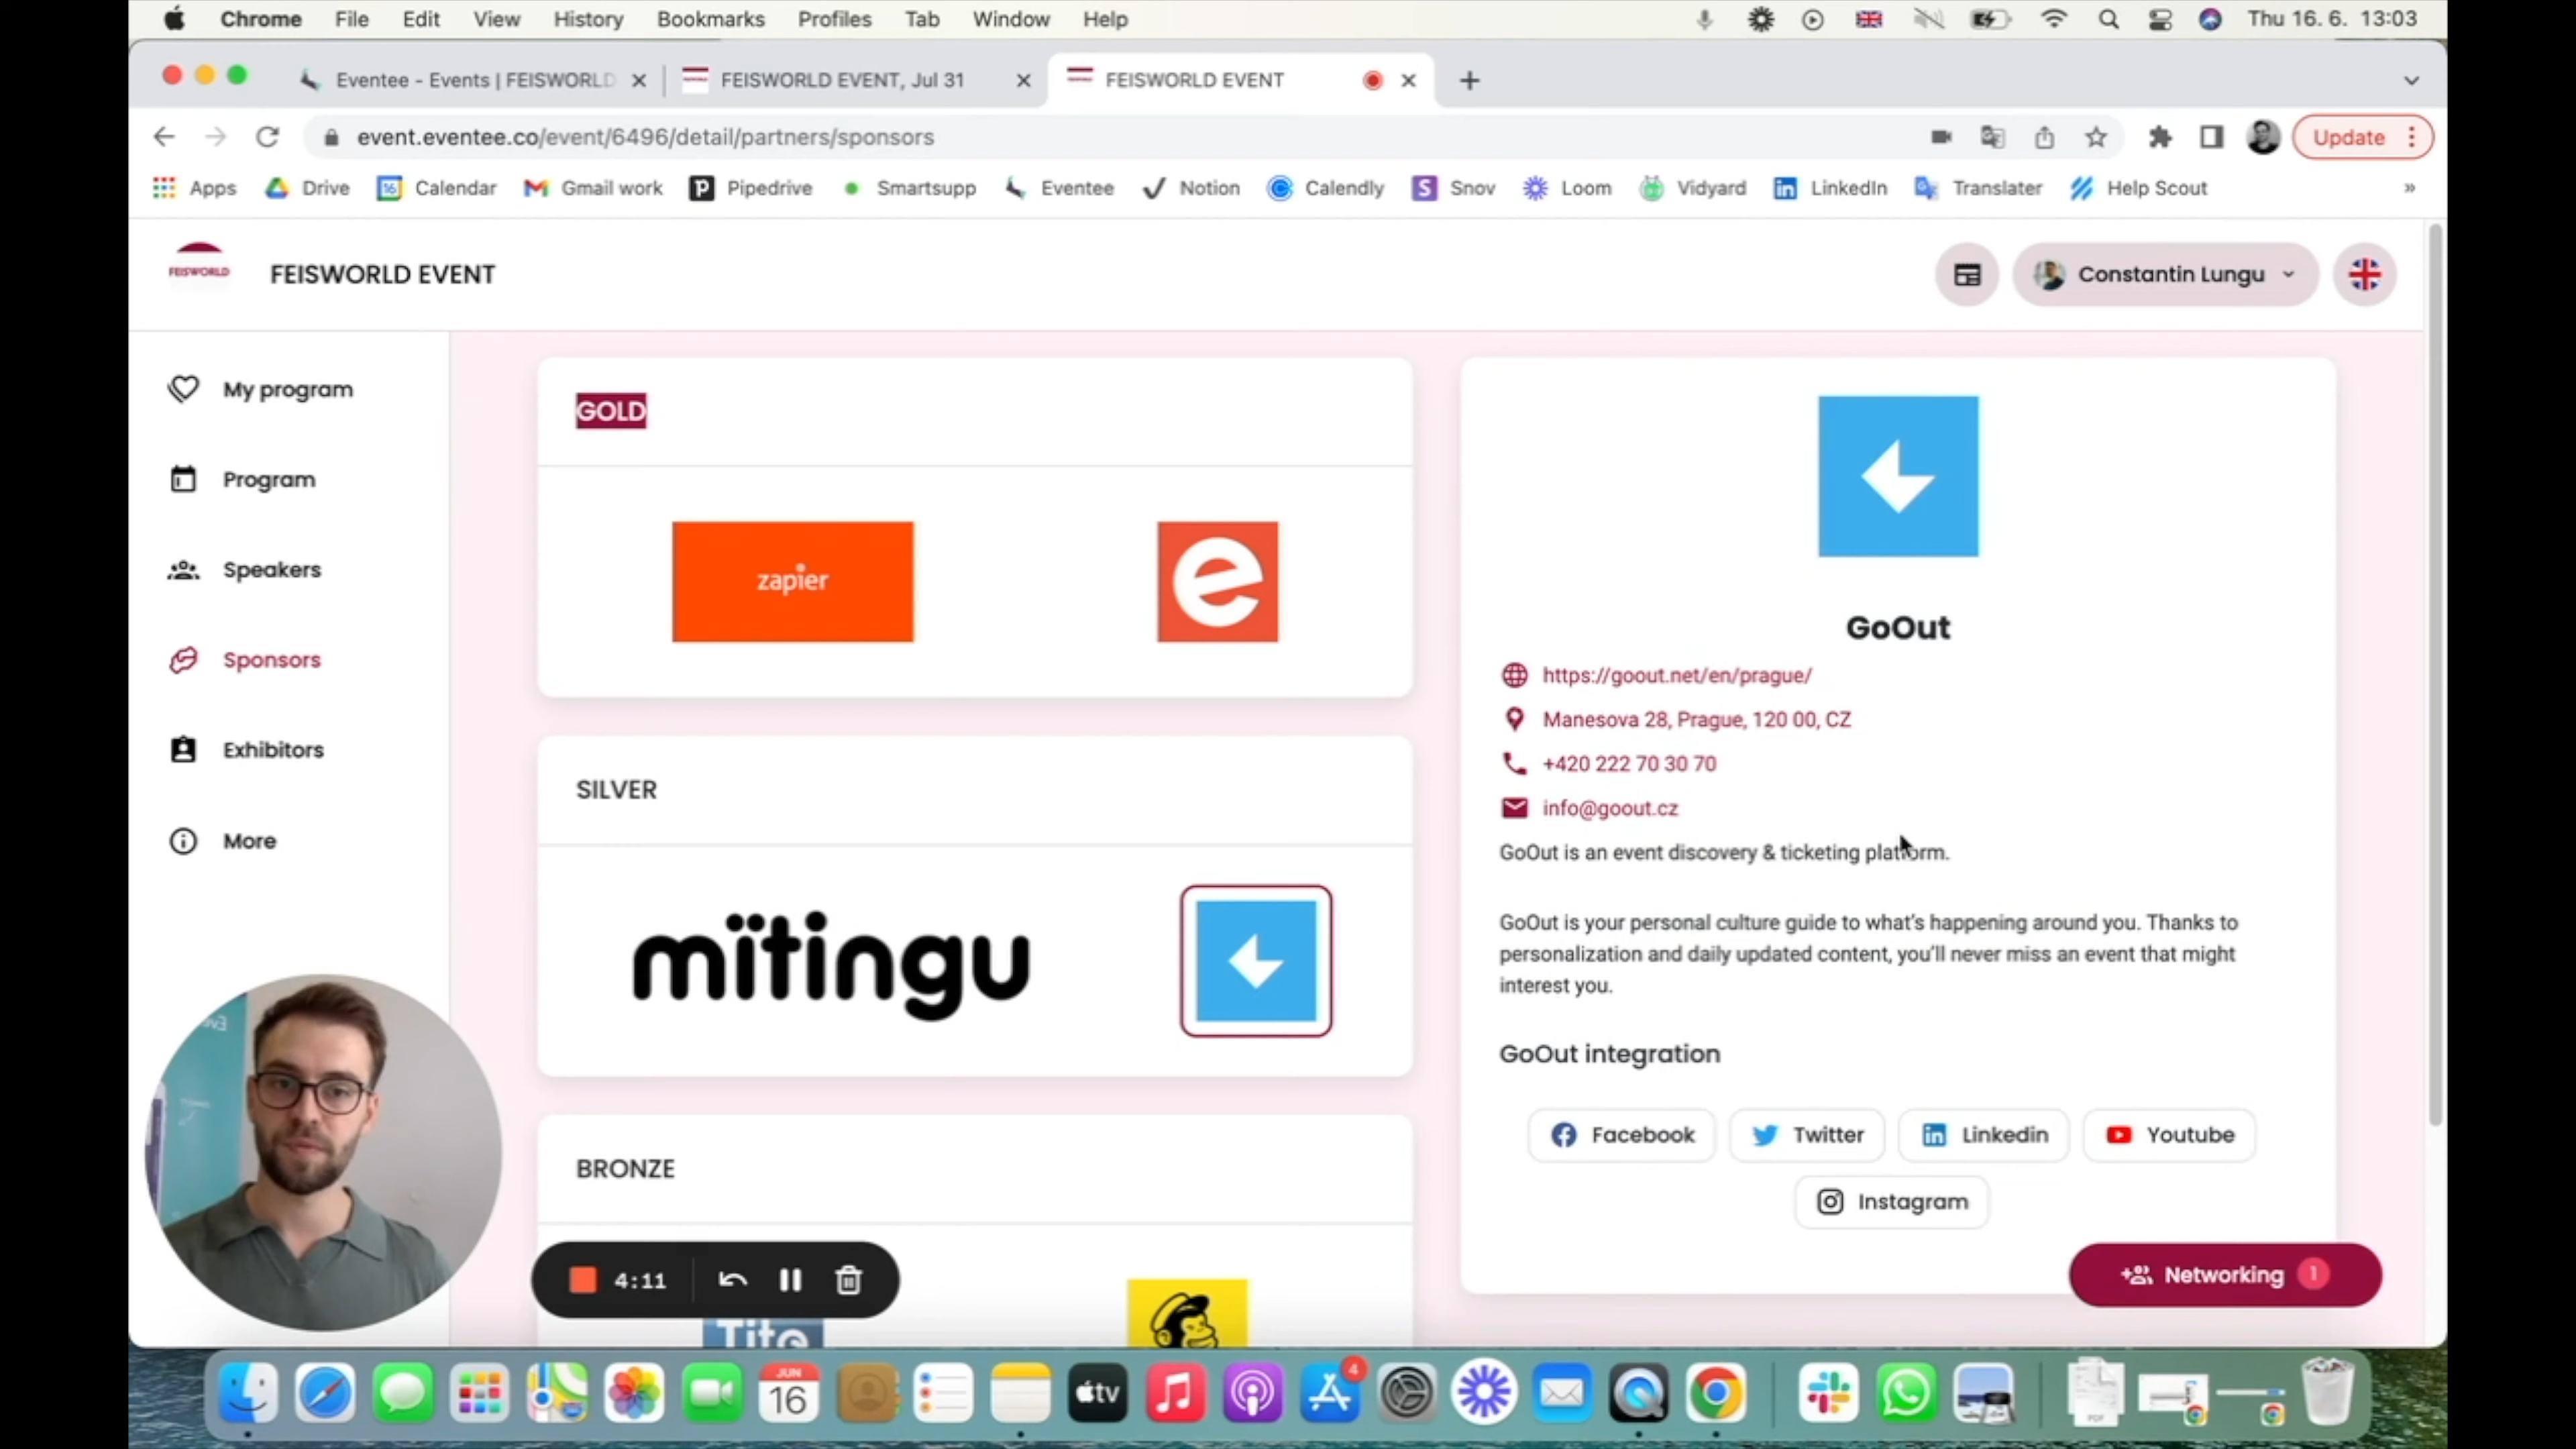 Chrome File Edit View History Bookmarks Profiles Tab Window Help Thu 16. 6. 13:03
Eventee - Events | FEISWORLD FEISWORLD EVENT, Jul 31 FEISWORLD EVENT
event.eventee.co/event/6496/detail/partners/sponsors Update
Apps Drive 16 Calendar Gmail work Pipedrive Smartsupp Eventee Notion Calendly S Snov Loom Vidyard LinkedIn Translater Help Scout »
FEISWORLD FEISWORLD EVENT Constantin Lungu
My program
Program
Speakers
Sponsors
Exhibitors
More
GOLD
zapier e
SILVER
mïtingu
BRONZE
Tito
GoOut
https://goout.net/en/prague/
Manesova 28, Prague, 120 00, CZ
+420 222 70 30 70
info@goout.cz
GoOut is an event discovery & ticketing platform.
GoOut is your personal culture guide to what's happening around you. Thanks to
personalization and daily updated content, you'll never miss an event that might
interest you.
GoOut integration
Facebook Twitter Linkedin Youtube
Instagram
Networking 1
4:11
JUN 16 tv 4 PDF